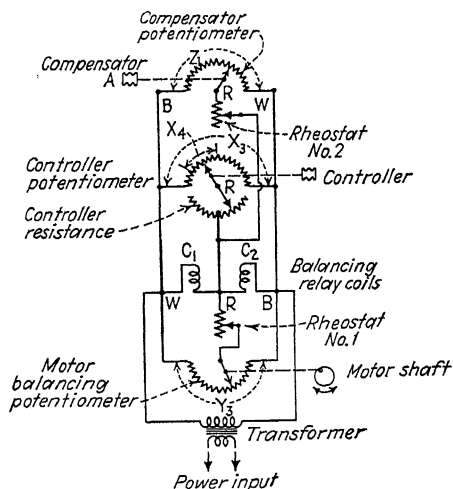 Compensator
potentiometer
Z1
Compensator
A
B
R
W
Rheostat
No.2
X4
X3
Controller
potentiometer
R
Controller
Controller
resistance
C1
C2
Balancing
relay coils
W
R
B
Rheostat
No.1
Motor
balancing
potentiometer
Motor shaft
Y3
Transformer
Power input